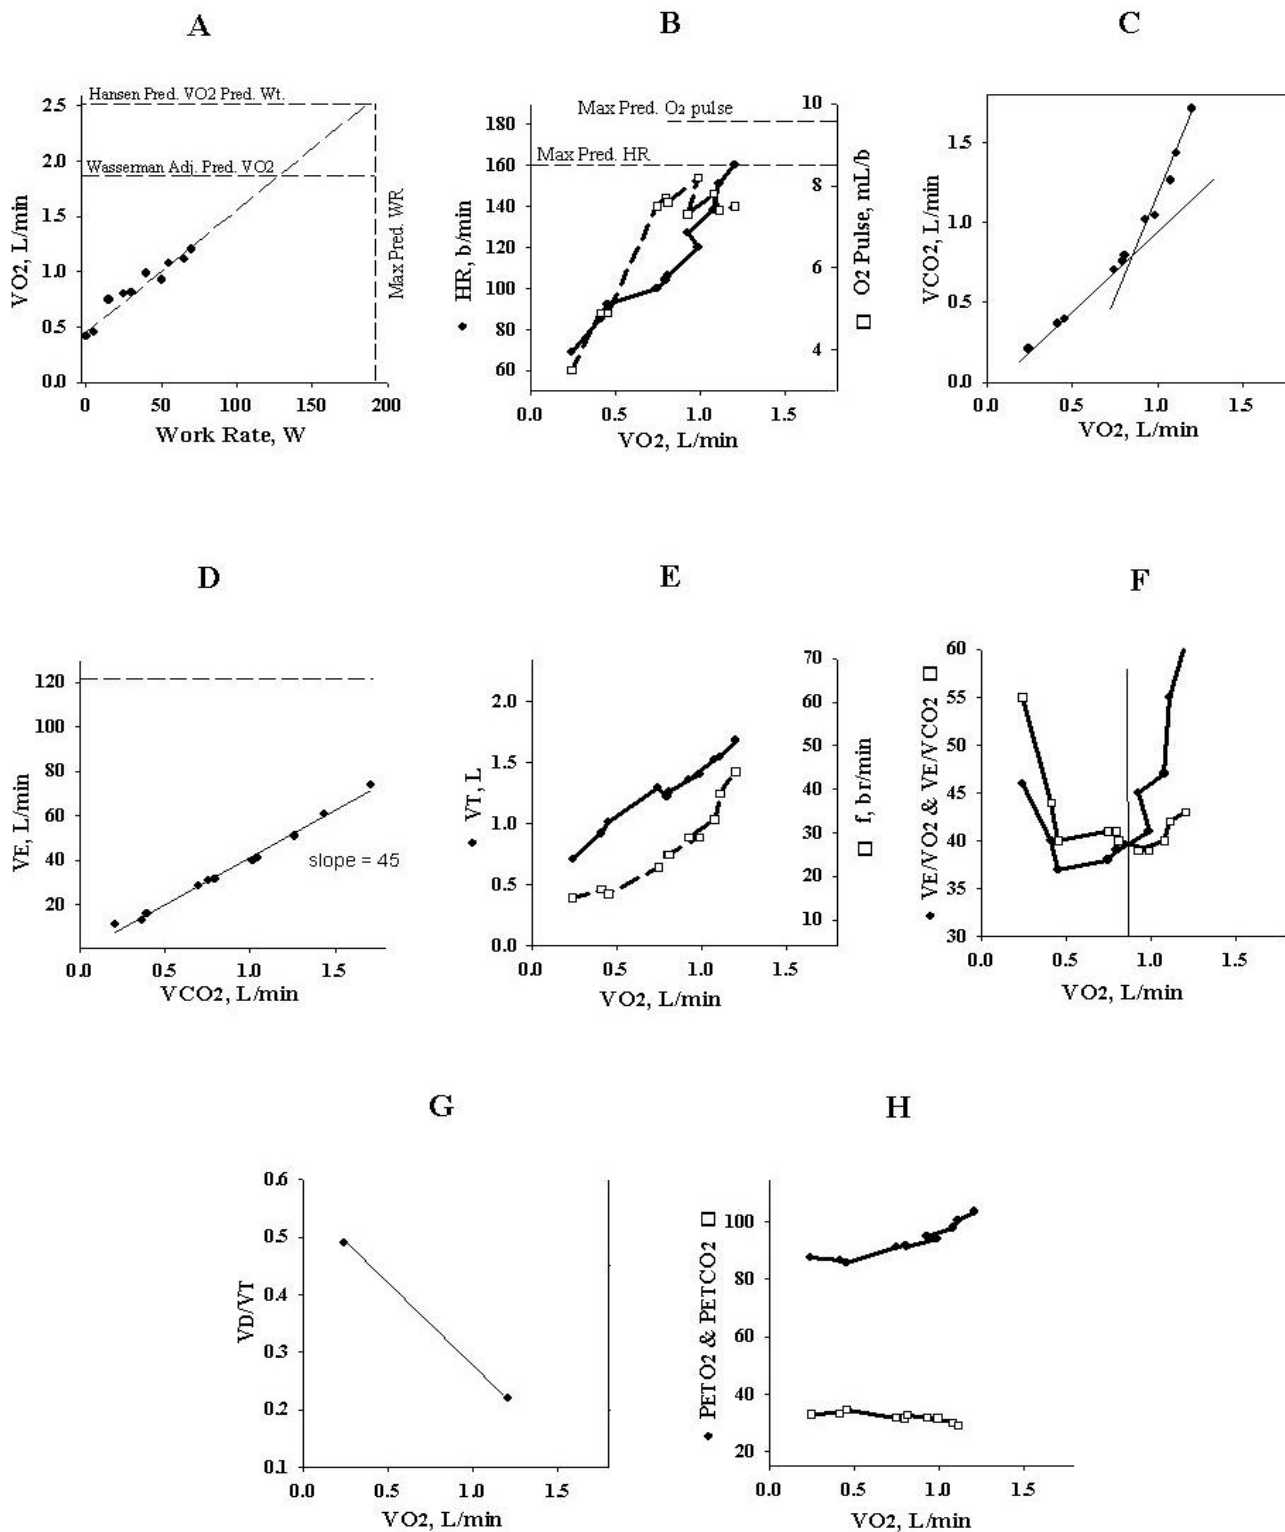 A
B
C
Hansen Pred. VO2 Pred. Wt.
Wasserman Adj. Pred. VO2
Max Pred. WR
VO2, L/min
2.5
2.0
1.5
1.0
0.5
0.0
0 50 100 150 200
Work Rate, W
Max Pred. O2 pulse
Max Pred. HR
HR, b/min
180
160
140
120
100
80
60
10
8
6
4
O2 Pulse, mL/b
0.0 0.5 1.0 1.5
VO2, L/min
VCO2, L/min
1.5
1.0
0.5
0.0
0.0 0.5 1.0 1.5
VO2, L/min
D
E
F
VE, L/min
120
100
80
60
40
20
slope = 45
0.0 0.5 1.0 1.5
VCO2, L/min
VT, L
2.0
1.5
1.0
0.5
0.0
70
60
50
40
30
20
10
f, br/min
0.0 0.5 1.0 1.5
VO2, L/min
VE/VO2 & VE/VCO2
60
55
50
45
40
35
30
0.0 0.5 1.0 1.5
VO2, L/min
G
H
VD/VT
0.6
0.5
0.4
0.3
0.2
0.1
0.0 0.5 1.0 1.5
VO2, L/min
PETO2 & PETCO2
100
80
60
40
20
0.0 0.5 1.0 1.5
VO2, L/min